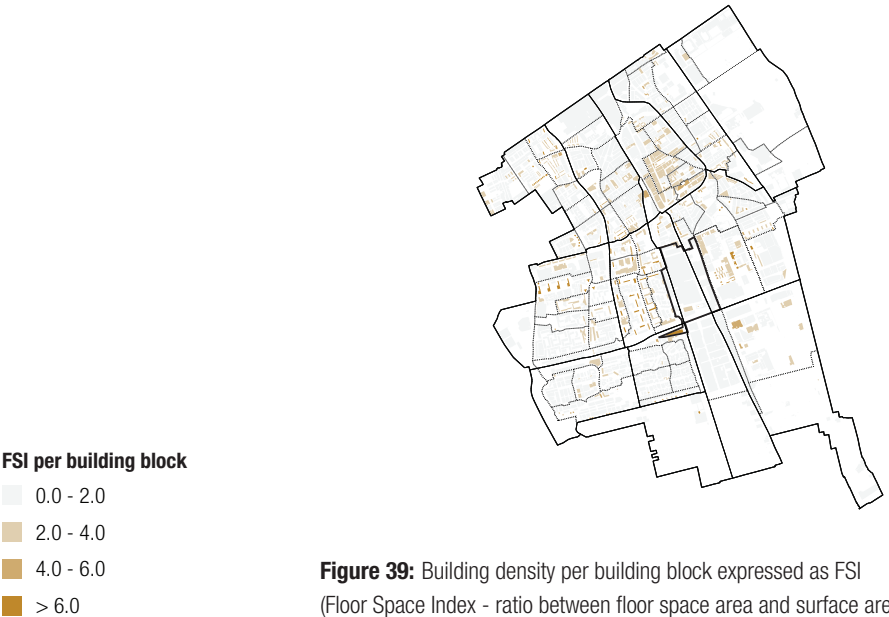 FSI per building block
0.0 - 2.0
2.0 - 4.0
4.0 - 6.0
> 6.0
Figure 39: Building density per building block expressed as FSI
(Floor Space Index - ratio between floor space area and surface are